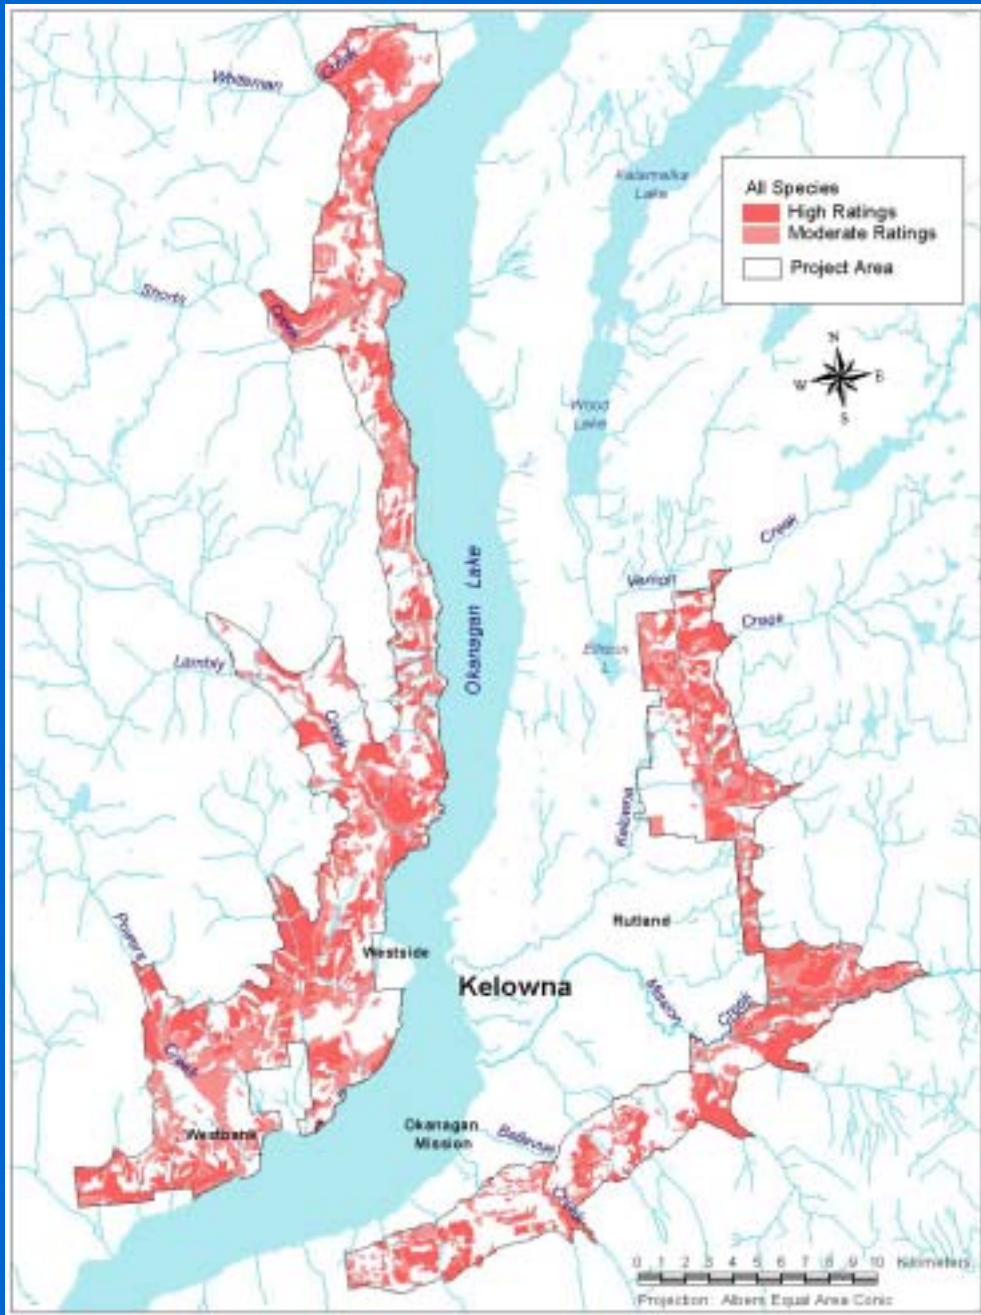 Whiteman
Creek
Kalamalka
Lake
All Species
High Ratings
Moderate Ratings
Project Area
Shorts
Creek
N
W
E
S
Wood
Lake
Okanagan Lake
Creek
Vernon
Creek
Ellison
L
Lambly
Creek
Kelowna
Rutland
Powers
Westside
Kelowna
Mission
Creek
Creek
Westbank
Okanagan
Mission
Bellevue
Creek
0 1 2 3 4 5 6 7 8 9 10 Kilometers
Projection: Albers Equal Area Conic